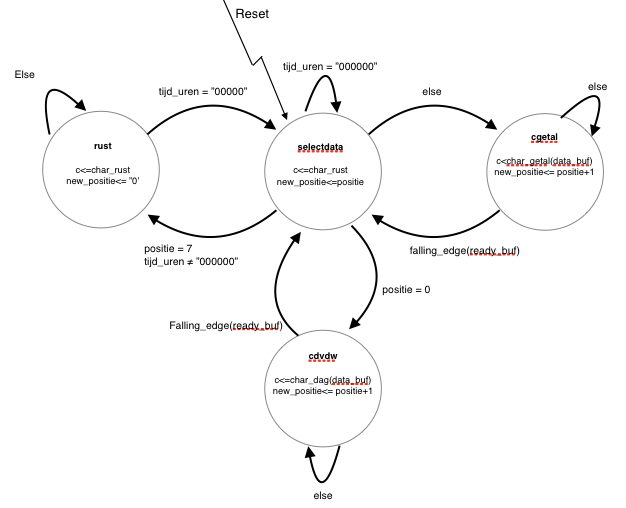 Reset
tijd_uren = "000000"
Else
tijd_uren = "00000"
else
else
rust
c<=char_rust
new_positie<= "0'
selectdata
c<=char_rust
new_positie<=positie
cgetal
c<char_getal(data_buf)
new_positie<= positie+1
positie = 7
tijd_uren ≠ "000000"
falling_edge(ready_buf)
positie = 0
Falling_edge(ready_buf)
cdvdw
c<=char_dag(data_buf)
new_positie<= positie+1
else